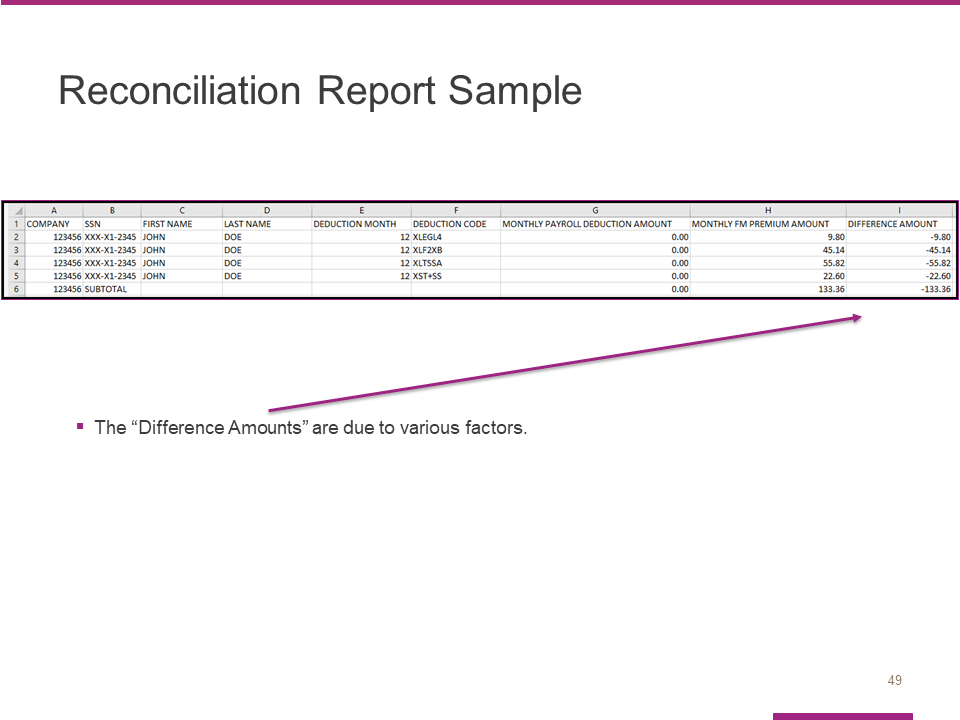 Reconciliation Report Sample
A B C D E F G H I
1 COMPANY SSN FIRST NAME LAST NAME DEDUCTION MONTH DEDUCTION CODE MONTHLY PAYROLL DEDUCTION AMOUNT MONTHLY FM PREMIUM AMOUNT DIFFERENCE AMOUNT
2 123456 XXX-X1-2345 JOHN DOE 12 XLEGL4 0.00 9.80 -9.80
3 123456 XXX-X1-2345 JOHN DOE 12 XLF2XB 0.00 45.14 -45.14
4 123456 XXX-X1-2345 JOHN DOE 12 XLTSSA 0.00 55.82 -55.82
5 123456 XXX-X1-2345 JOHN DOE 12 XST+SS 0.00 22.60 -22.60
6 123456 SUBTOTAL 0.00 133.36 -133.36
▪ The “Difference Amounts” are due to various factors.
49